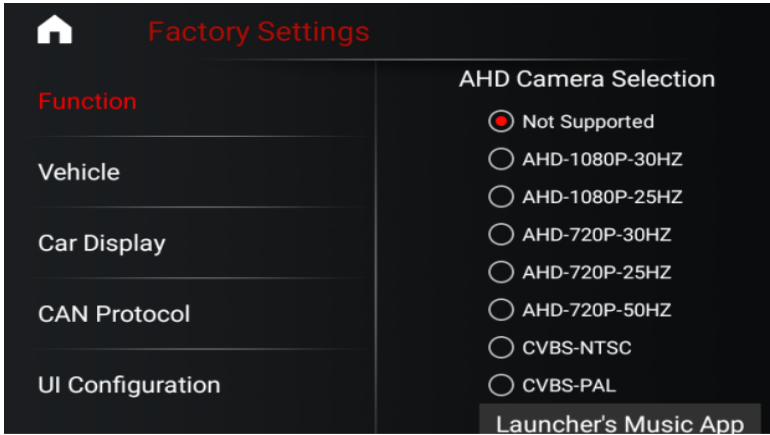 Factory Settings
Function
Vehicle
Car Display
CAN Protocol
UI Configuration
AHD Camera Selection
Not Supported
AHD-1080P-30HZ
AHD-1080P-25HZ
AHD-720P-30HZ
AHD-720P-25HZ
AHD-720P-50HZ
CVBS-NTSC
CVBS-PAL
Launcher's Music App